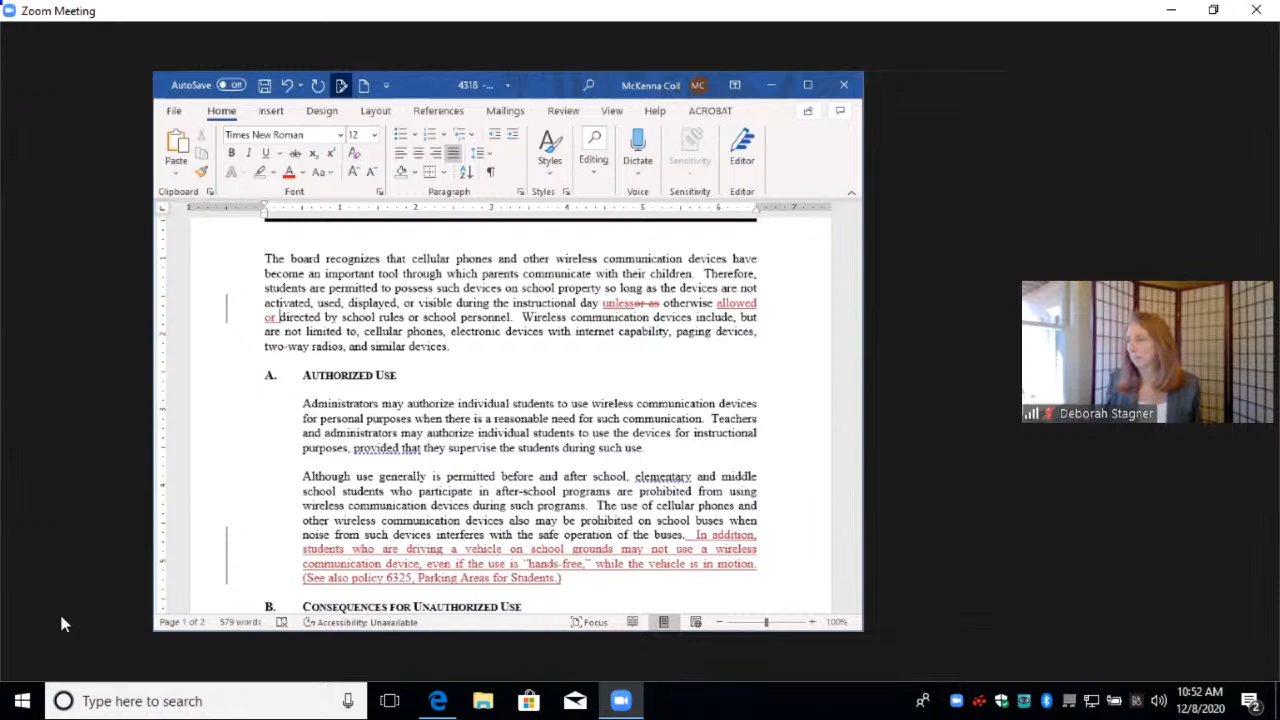 Zoom Meeting
AutoSave Off 4318 -... McKenna Coll MC
File Home Insert Design Layout References Mailings Review View Help ACROBAT
Times New Roman 12
Paste Styles Editing Dictate Sensitivity Editor
Clipboard Font Paragraph Styles Voice Sensitivity Editor
1 1 2 3 4 5 6 7
The board recognizes that cellular phones and other wireless communication devices have
become an important tool through which parents communicate with their children. Therefore,
students are permitted to possess such devices on school property so long as the devices are not
activated, used, displayed, or visible during the instructional day unlessor as otherwise allowed
or directed by school rules or school personnel. Wireless communication devices include, but
are not limited to, cellular phones, electronic devices with internet capability, paging devices,
two-way radios, and similar devices.
A. AUTHORIZED USE
Administrators may authorize individual students to use wireless communication devices
for personal purposes when there is a reasonable need for such communication. Teachers
and administrators may authorize individual students to use the devices for instructional
purposes, provided that they supervise the students during such use.
Although use generally is permitted before and after school, elementary and middle
school students who participate in after-school programs are prohibited from using
wireless communication devices during such programs. The use of cellular phones and
other wireless communication devices also may be prohibited on school buses when
noise from such devices interferes with the safe operation of the buses. In addition,
students who are driving a vehicle on school grounds may not use a wireless
communication device, even if the use is "hands-free," while the vehicle is in motion.
(See also policy 6325, Parking Areas for Students.)
B. CONSEQUENCES FOR UNAUTHORIZED USE
Page 1 of 2 579 words Accessibility: Unavailable Focus 100%
Deborah Stagner
Type here to search
10:52 AM
12/8/2020
2